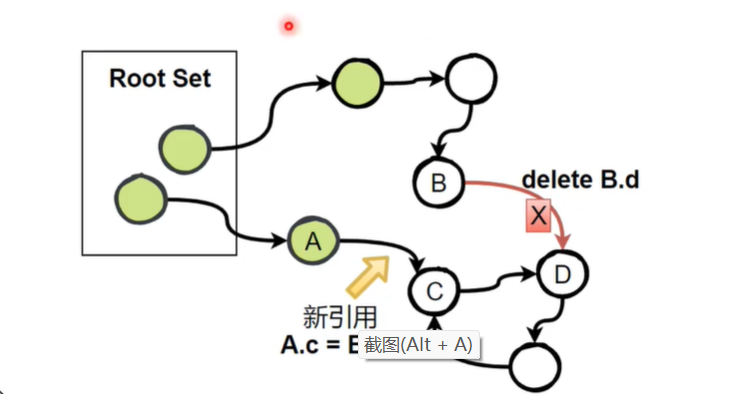 Root Set
B
delete B.d
X
A
D
C
新引用
A.c =
截图(Alt + A)